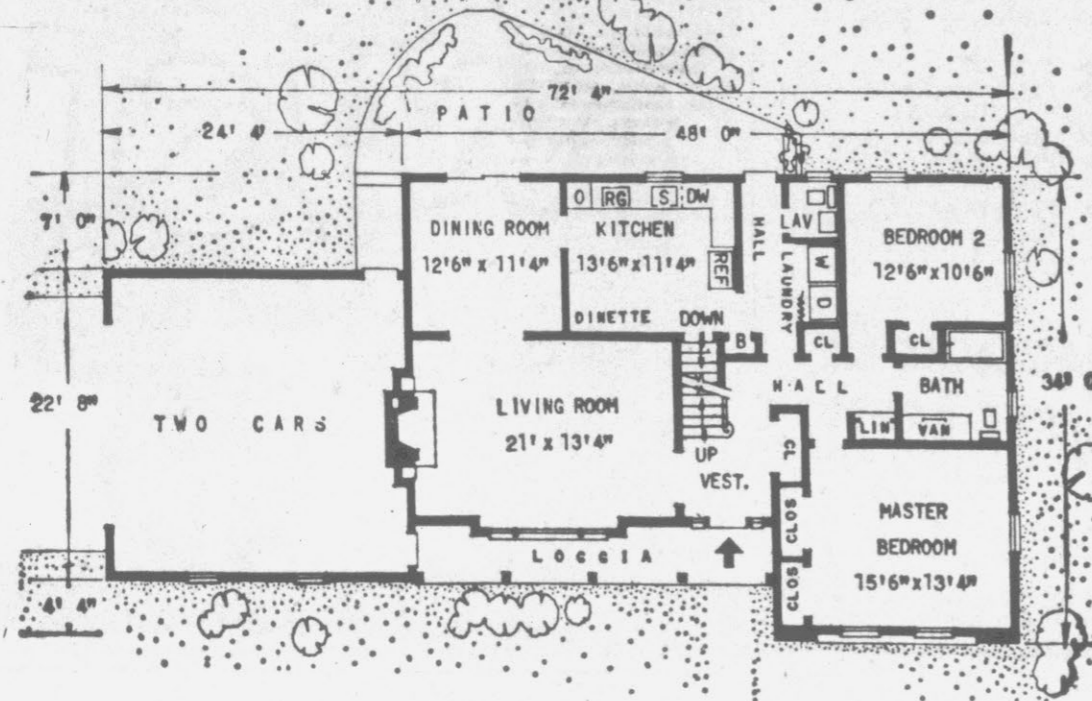 72' 4"
PATIO
24' 4"
48' 0"
7' 0"
O RG S DW
LAV
HALL
DINING ROOM
12'6" x 11'4"
KITCHEN
13'6"x11'4"
REF
LAUNDRY
W
D
BEDROOM 2
12'6"x10'6"
DINETTE
DOWN
B
CL
CL
22' 8"
TWO CARS
LIVING ROOM
21' x 13'4"
HALL
BATH
LIN
VAN
UP
VEST.
CL
CLOS
CLOS
MASTER
BEDROOM
15'6"x13'4"
LOGGIA
4' 4"